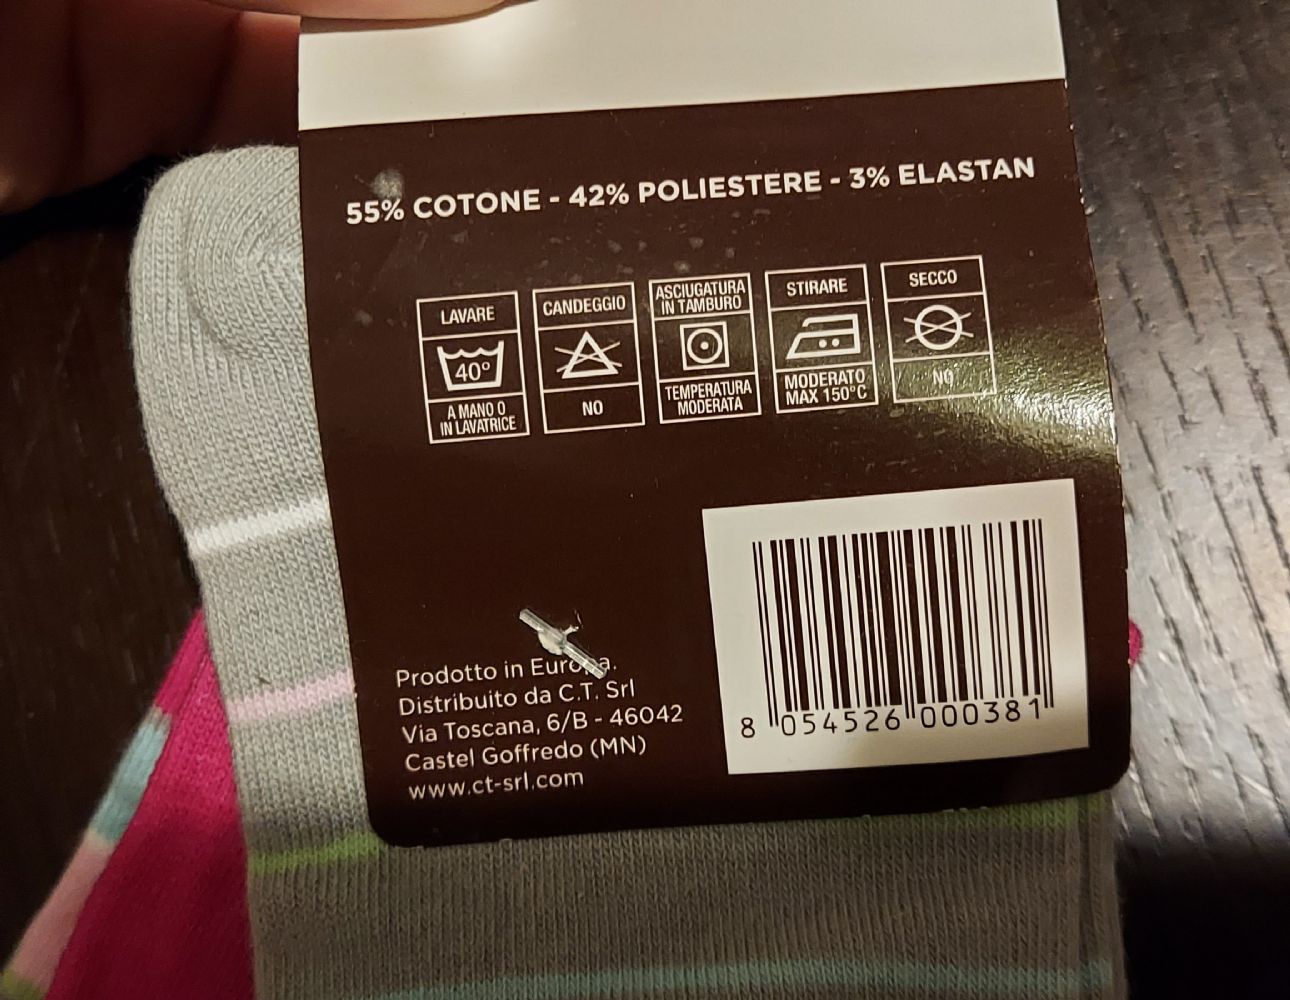 55% COTONE - 42% POLIESTERE - 3% ELASTAN
LAVARE
40°
A MANO O
IN LAVATRICE
CANDEGGIO
NO
ASCIUGATURA
IN TAMBURO
TEMPERATURA
MODERATA
STIRARE
MODERATO
MAX 150°C
SECCO
NO
Prodotto in Europa.
Distribuito da C.T. Srl
Via Toscana, 6/B - 46042
Castel Goffredo (MN)
www.ct-srl.com
8 054526 000381